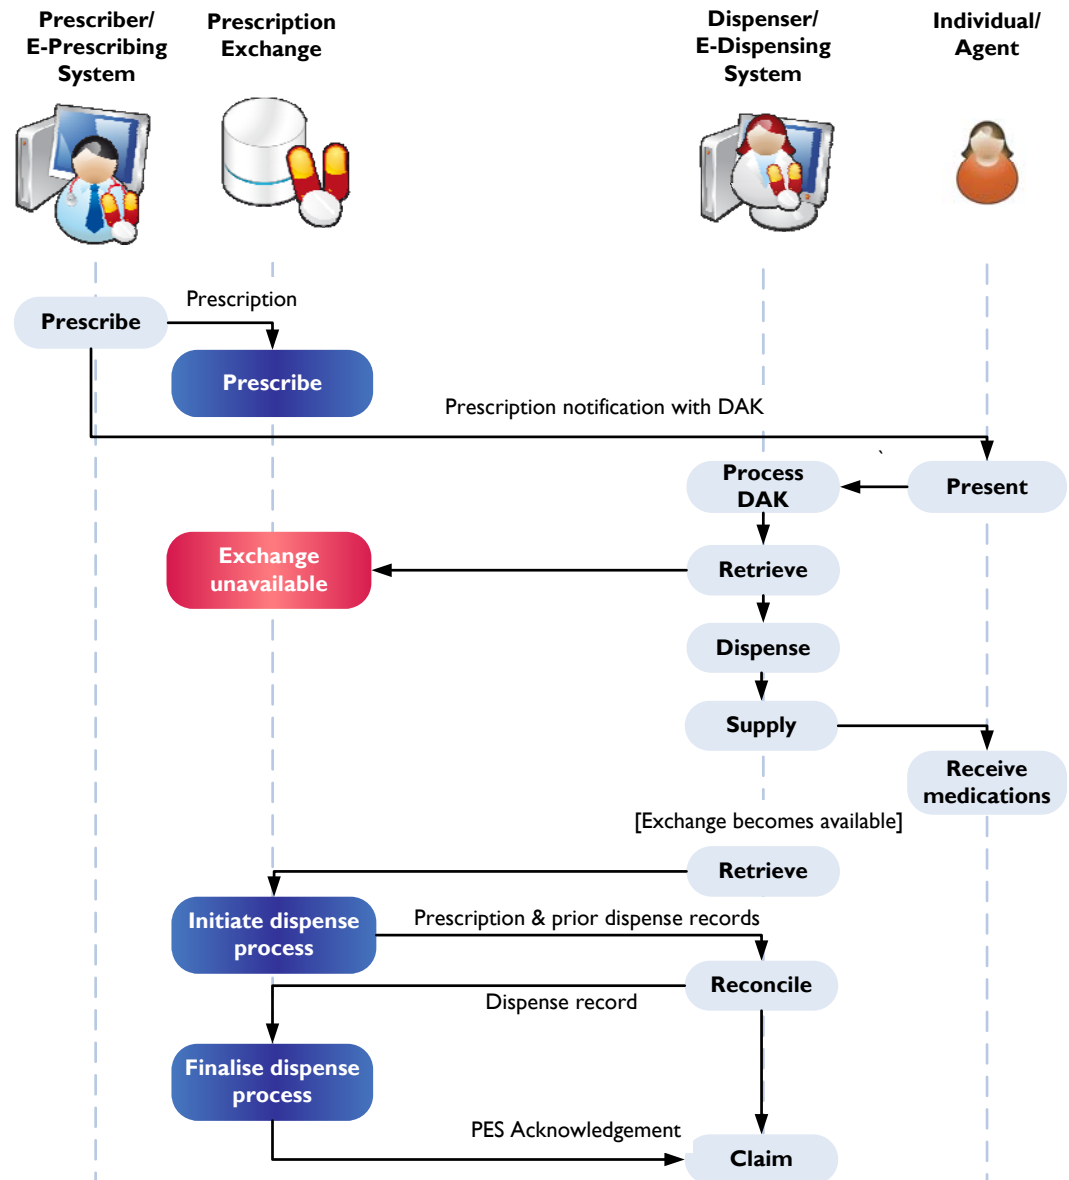 Prescriber/
E-Prescribing
System
Prescription
Exchange
Dispenser/
E-Dispensing
System
Individual/
Agent
Prescription
Prescribe
Prescribe
Prescription notification with DAK
`
Process
DAK
Present
Exchange
unavailable
Retrieve
Dispense
Supply
Receive
medications
[Exchange becomes available]
Retrieve
Initiate dispense
process
Prescription & prior dispense records
Reconcile
Dispense record
Finalise dispense
process
PES Acknowledgement
Claim